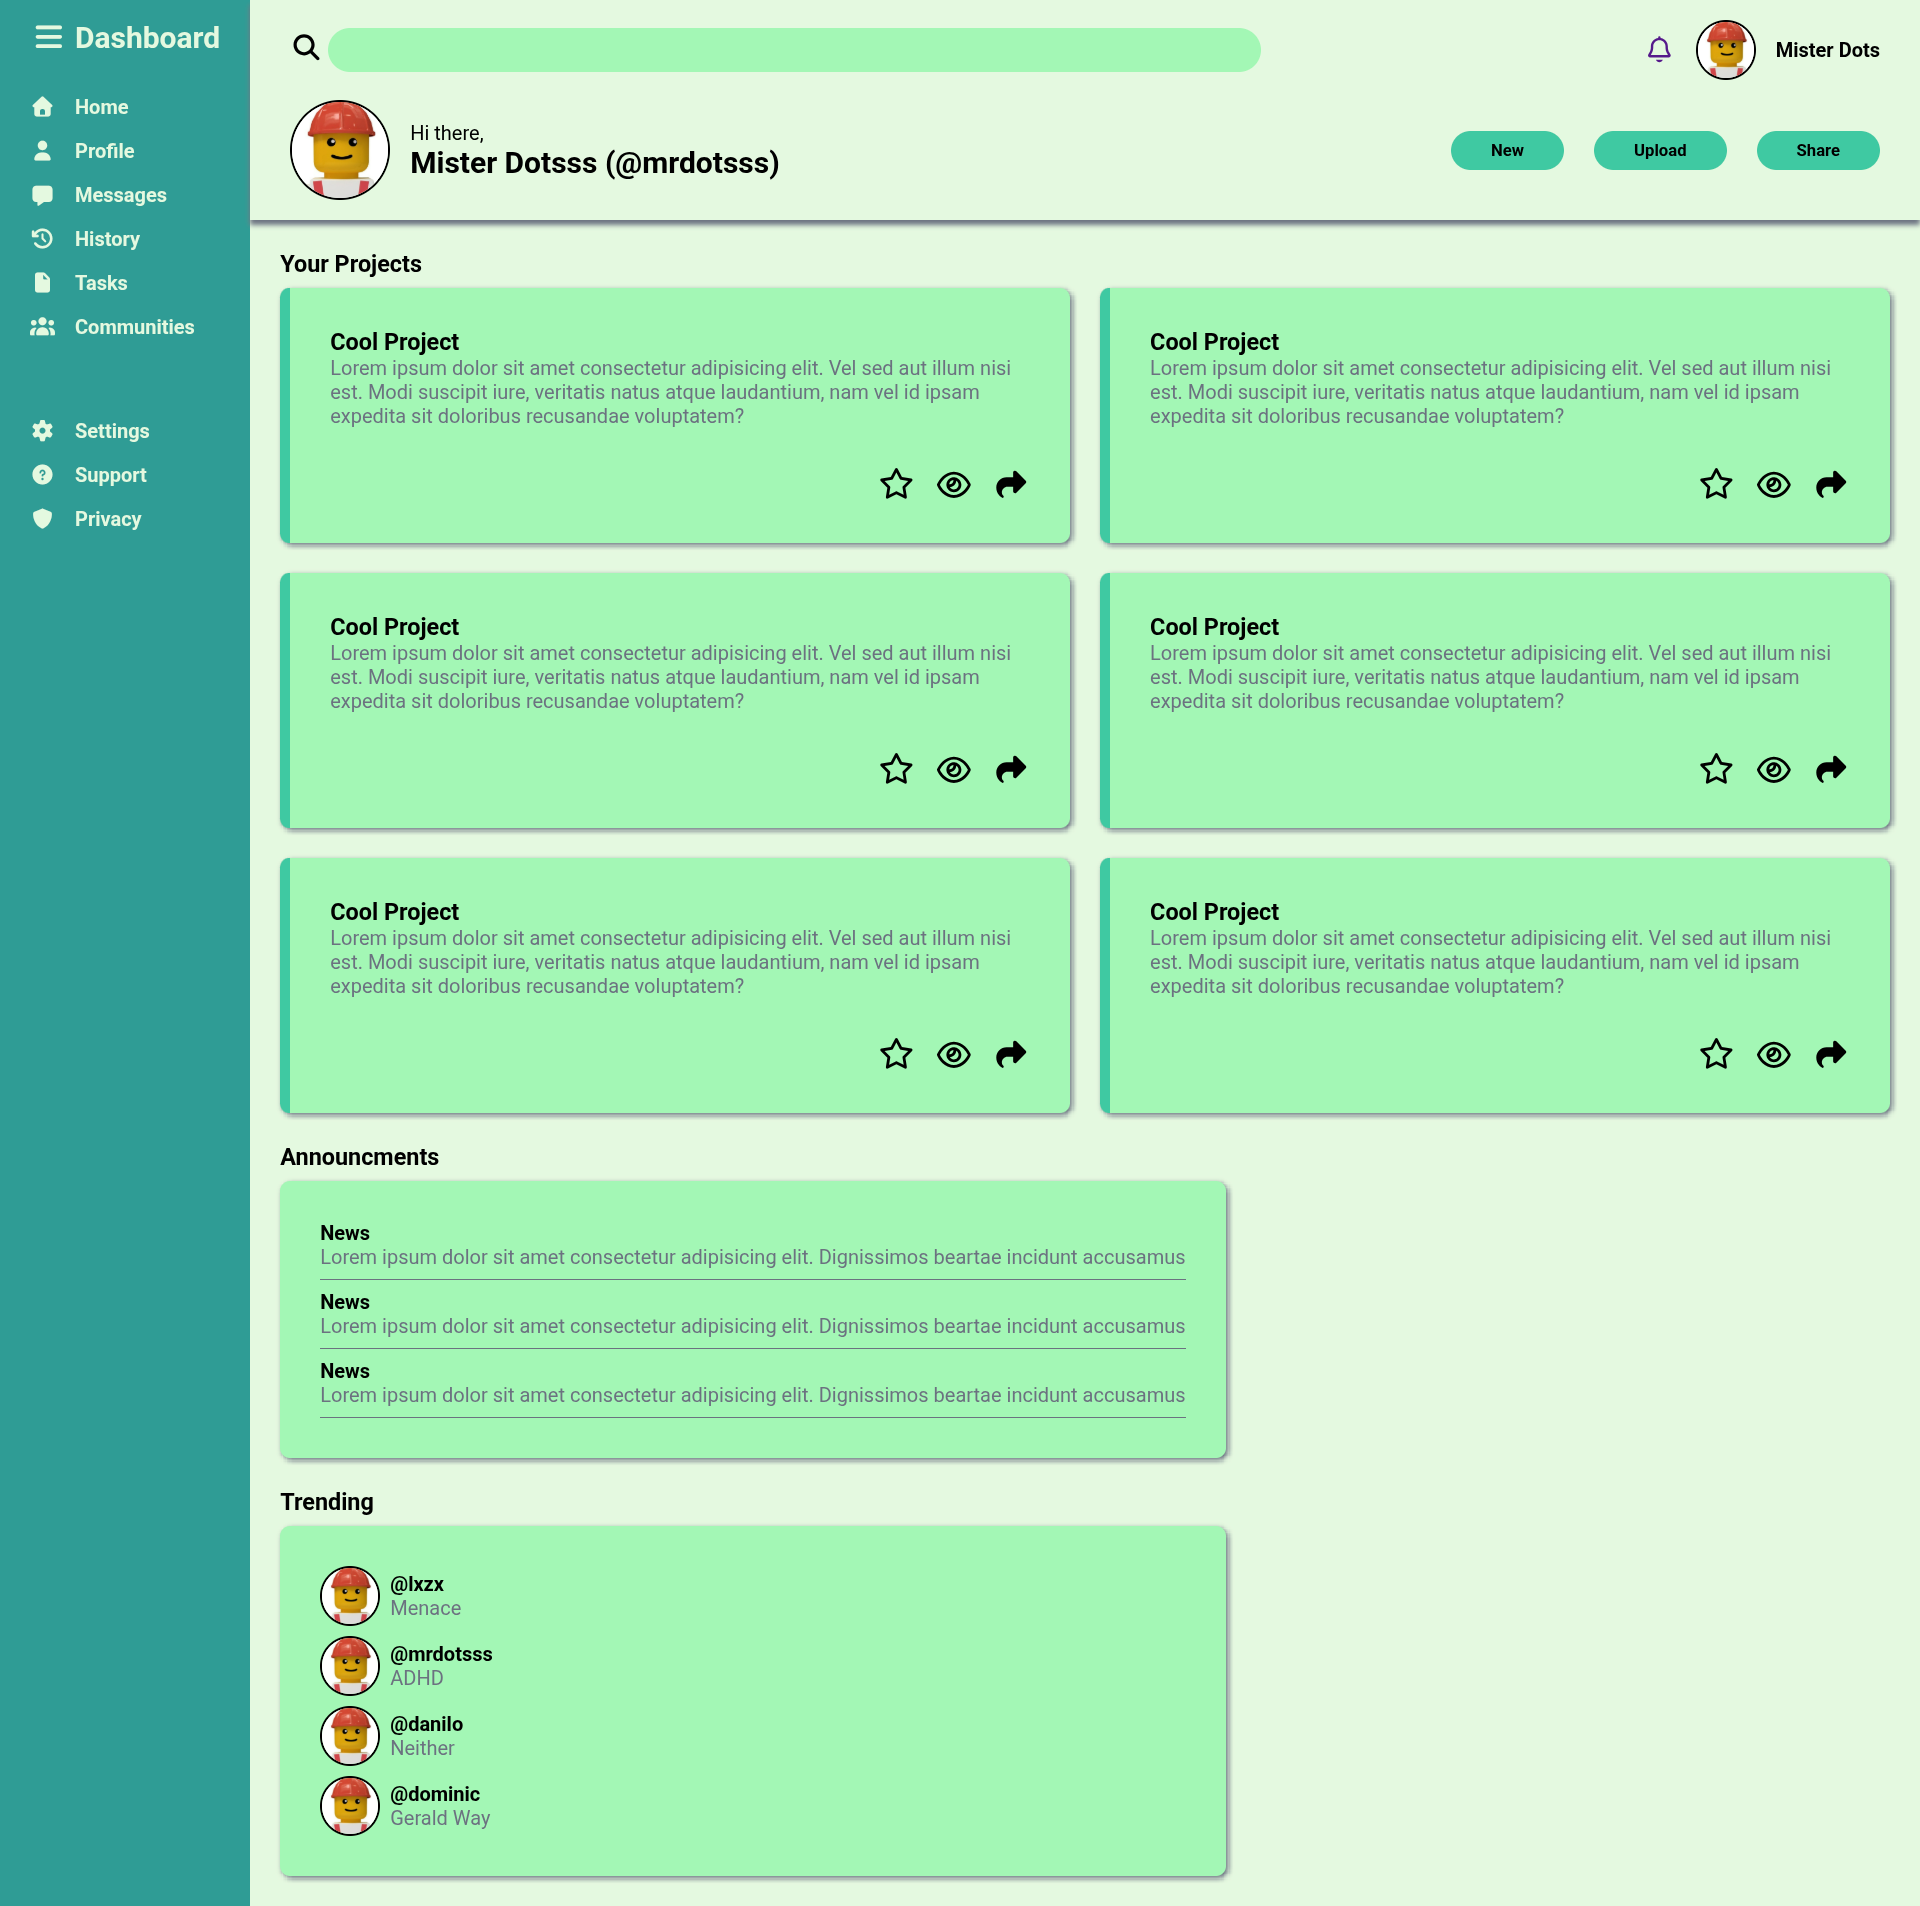 Dashboard
Home
Profile
Messages
History
Tasks
Communities
Settings
Support
Privacy
Mister Dots
Hi there,
Mister Dotsss (@mrdotsss)
New
Upload
Share
Your Projects
Cool Project
Lorem ipsum dolor sit amet consectetur adipisicing elit. Vel sed aut illum nisi
est. Modi suscipit iure, veritatis natus atque laudantium, nam vel id ipsam
expedita sit doloribus recusandae voluptatem?
Cool Project
Lorem ipsum dolor sit amet consectetur adipisicing elit. Vel sed aut illum nisi
est. Modi suscipit iure, veritatis natus atque laudantium, nam vel id ipsam
expedita sit doloribus recusandae voluptatem?
Cool Project
Lorem ipsum dolor sit amet consectetur adipisicing elit. Vel sed aut illum nisi
est. Modi suscipit iure, veritatis natus atque laudantium, nam vel id ipsam
expedita sit doloribus recusandae voluptatem?
Cool Project
Lorem ipsum dolor sit amet consectetur adipisicing elit. Vel sed aut illum nisi
est. Modi suscipit iure, veritatis natus atque laudantium, nam vel id ipsam
expedita sit doloribus recusandae voluptatem?
Cool Project
Lorem ipsum dolor sit amet consectetur adipisicing elit. Vel sed aut illum nisi
est. Modi suscipit iure, veritatis natus atque laudantium, nam vel id ipsam
expedita sit doloribus recusandae voluptatem?
Cool Project
Lorem ipsum dolor sit amet consectetur adipisicing elit. Vel sed aut illum nisi
est. Modi suscipit iure, veritatis natus atque laudantium, nam vel id ipsam
expedita sit doloribus recusandae voluptatem?
Announcments
News
Lorem ipsum dolor sit amet consectetur adipisicing elit. Dignissimos beartae incidunt accusamus
News
Lorem ipsum dolor sit amet consectetur adipisicing elit. Dignissimos beartae incidunt accusamus
News
Lorem ipsum dolor sit amet consectetur adipisicing elit. Dignissimos beartae incidunt accusamus
Trending
@lxzx
Menace
@mrdotsss
ADHD
@danilo
Neither
@dominic
Gerald Way